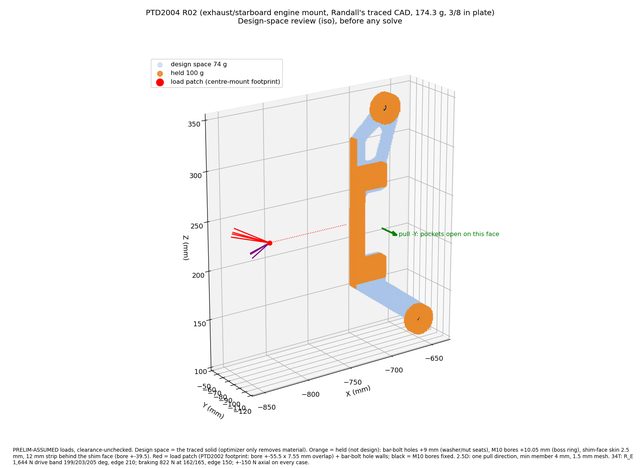 PTD2004 R02 (exhaust/starboard engine mount, Randall's traced CAD, 174.3 g, 3/8 in plate)
Design-space review (iso), before any solve
design space 74 g
held 100 g
load patch (centre-mount footprint)
350
300
250
200
150
100
Z (mm)
pull -Y: pockets open on this face
−50
−120
Y (mm)
−850
−800
−750
−700
−650
X (mm)
PRELIM-ASSUMED loads, clearance-unchecked. Design space = the traced solid (optimizer only removes material). Orange = held (not design): bar-bolt holes +9 mm (washer/nut seats), M10 bores +10.05 mm (boss ring), shim-face skin 2.5
mm, 12 mm strip behind the shim face (bore +-39.5). Red = load patch (PTD2002 footprint: bore +-55.5 x 7.55 mm overlap) + bar-bolt hole walls; black = M10 bores fixed. 2.5D: one pull direction, min member 4 mm, 1.5 mm mesh. 34T:
1,644 N drive band 199/203/205 deg, edge 210; braking 822 N at 162/165, edge 150; +-150 N axial on every case.